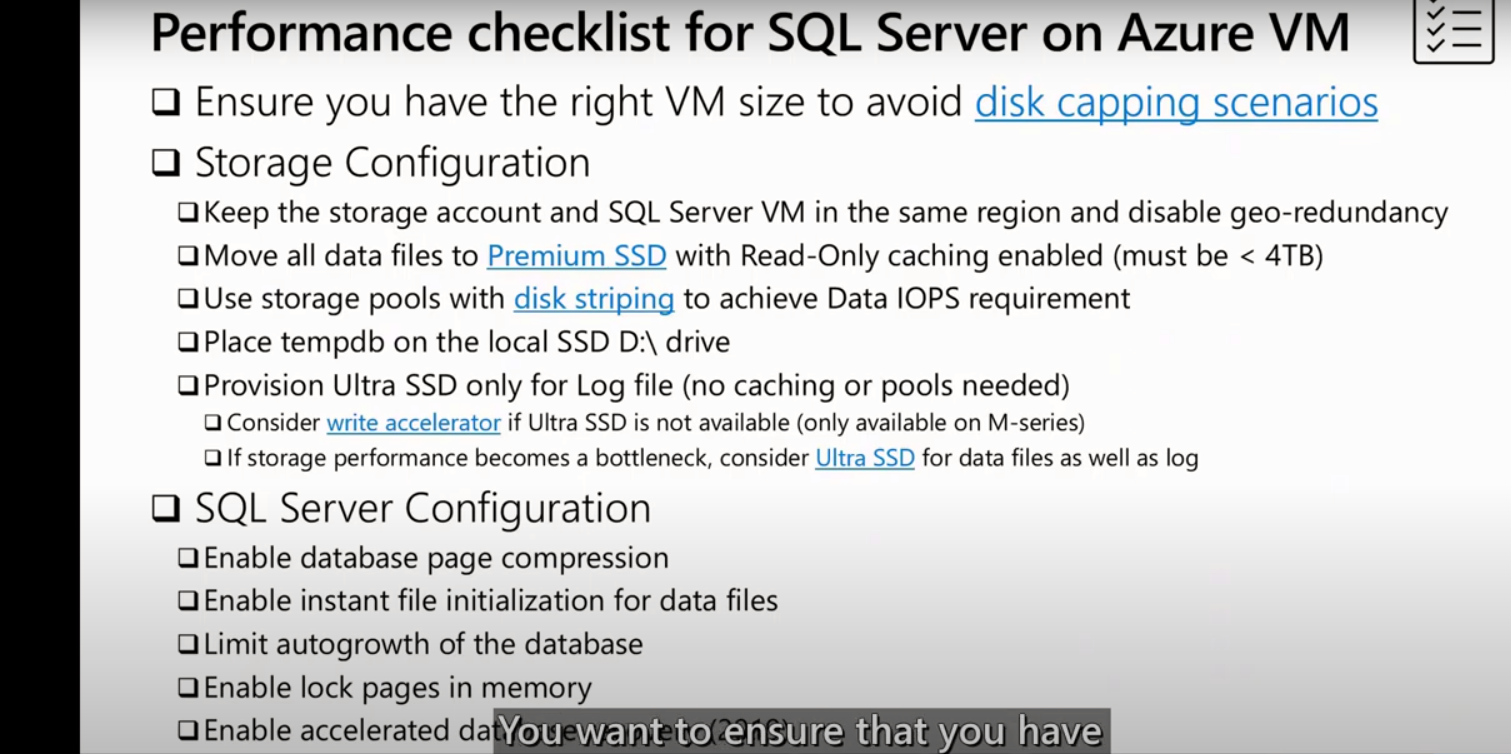 Performance checklist for SQL Server on Azure VM
Ensure you have the right VM size to avoid disk capping scenarios
Storage Configuration
Keep the storage account and SQL Server VM in the same region and disable geo-redundancy
Move all data files to Premium SSD with Read-Only caching enabled (must be < 4TB)
Use storage pools with disk striping to achieve Data IOPS requirement
Place tempdb on the local SSD D:\ drive
Provision Ultra SSD only for Log file (no caching or pools needed)
Consider write accelerator if Ultra SSD is not available (only available on M-series)
If storage performance becomes a bottleneck, consider Ultra SSD for data files as well as log
SQL Server Configuration
Enable database page compression
Enable instant file initialization for data files
Limit autogrowth of the database
Enable lock pages in memory
Enable accelerated
You want to ensure that you have